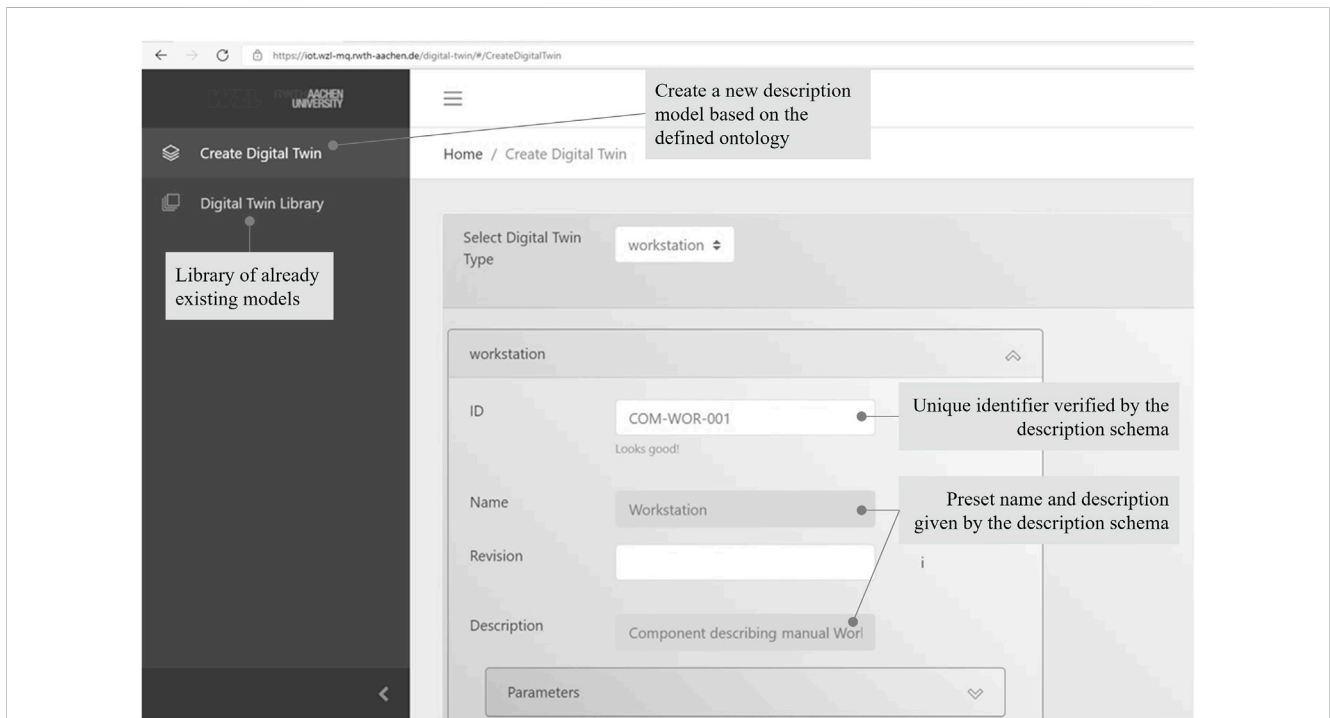 https://iot.wzl-mq.rwth-aachen.de/digital-twin/#/CreateDigitalTwin
WZL RWTH AACHEN
UNIVERSITY
Create a new description
model based on the
defined ontology
Create Digital Twin
Home / Create Digital Twin
Digital Twin Library
Library of already
existing models
Select Digital Twin
Type
workstation
workstation
ID
COM-WOR-001
Looks good!
Unique identifier verified by the
description schema
Name
Workstation
Preset name and description
given by the description schema
Revision
i
Description
Component describing manual Worl
Parameters